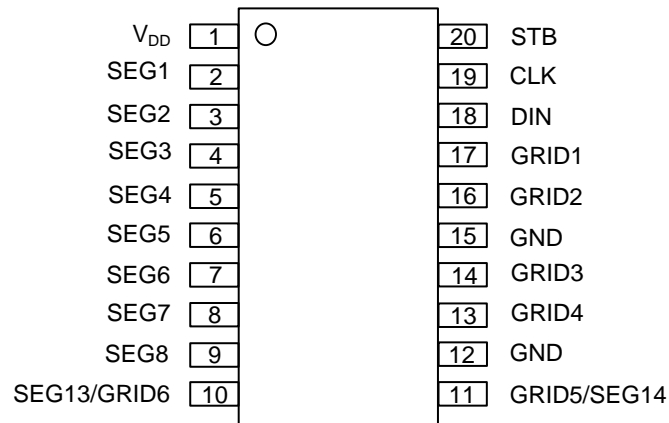 V_DD 1 20 STB
SEG1 2 19 CLK
SEG2 3 18 DIN
SEG3 4 17 GRID1
SEG4 5 16 GRID2
SEG5 6 15 GND
SEG6 7 14 GRID3
SEG7 8 13 GRID4
SEG8 9 12 GND
SEG13/GRID6 10 11 GRID5/SEG14